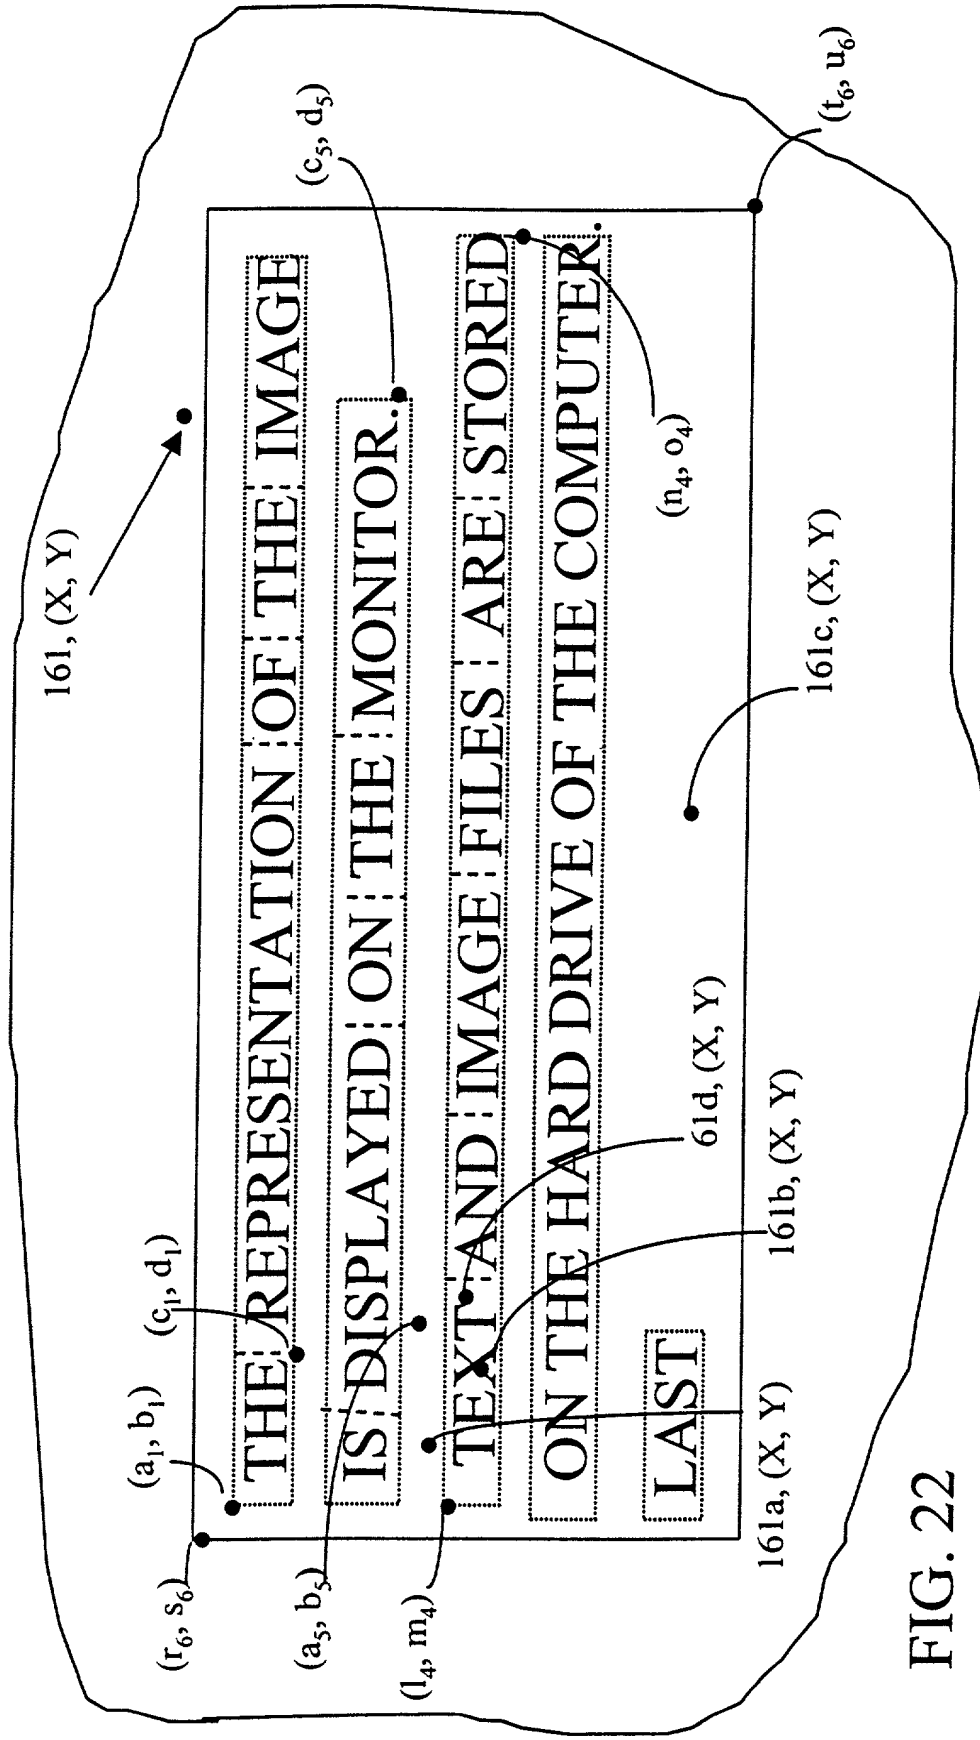 161, (X, Y)
(r₆, s₆)
(a₁, b₁)
(c₁, d₁)
(c₅, d₅)
THE REPRESENTATION OF THE IMAGE
(a₅, b₅)
IS DISPLAYED ON THE MONITOR.
(l₄, m₄)
TEXT AND IMAGE FILES ARE STORED
ON THE HARD DRIVE OF THE COMPUTER.
(n₄, o₄)
LAST
61d, (X, Y)
161a, (X, Y)
161b, (X, Y)
161c, (X, Y)
(t₆, u₆)
FIG. 22